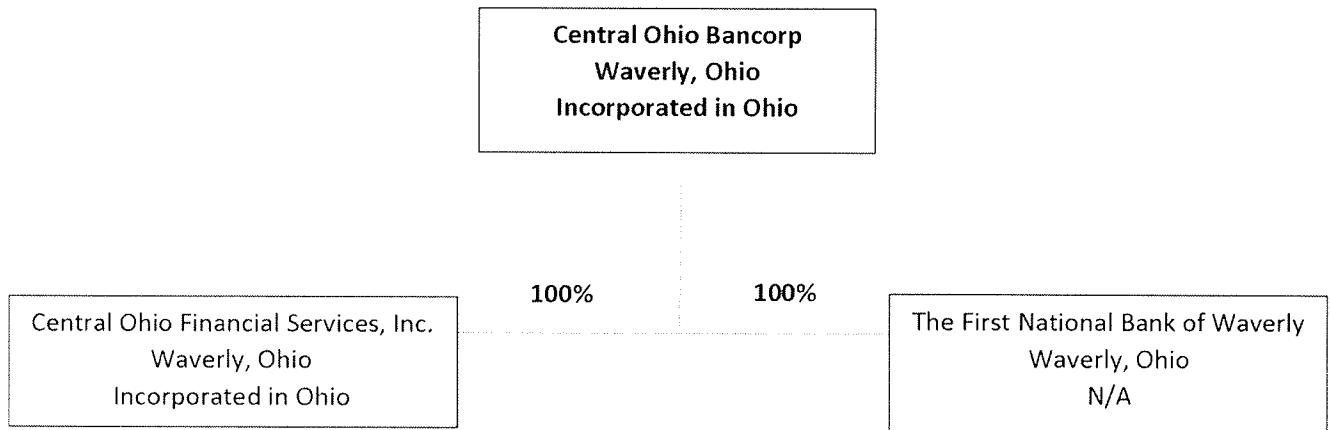 Central Ohio Bancorp
Waverly, Ohio
Incorporated in Ohio
100%
100%
Central Ohio Financial Services, Inc.
Waverly, Ohio
Incorporated in Ohio
The First National Bank of Waverly
Waverly, Ohio
N/A